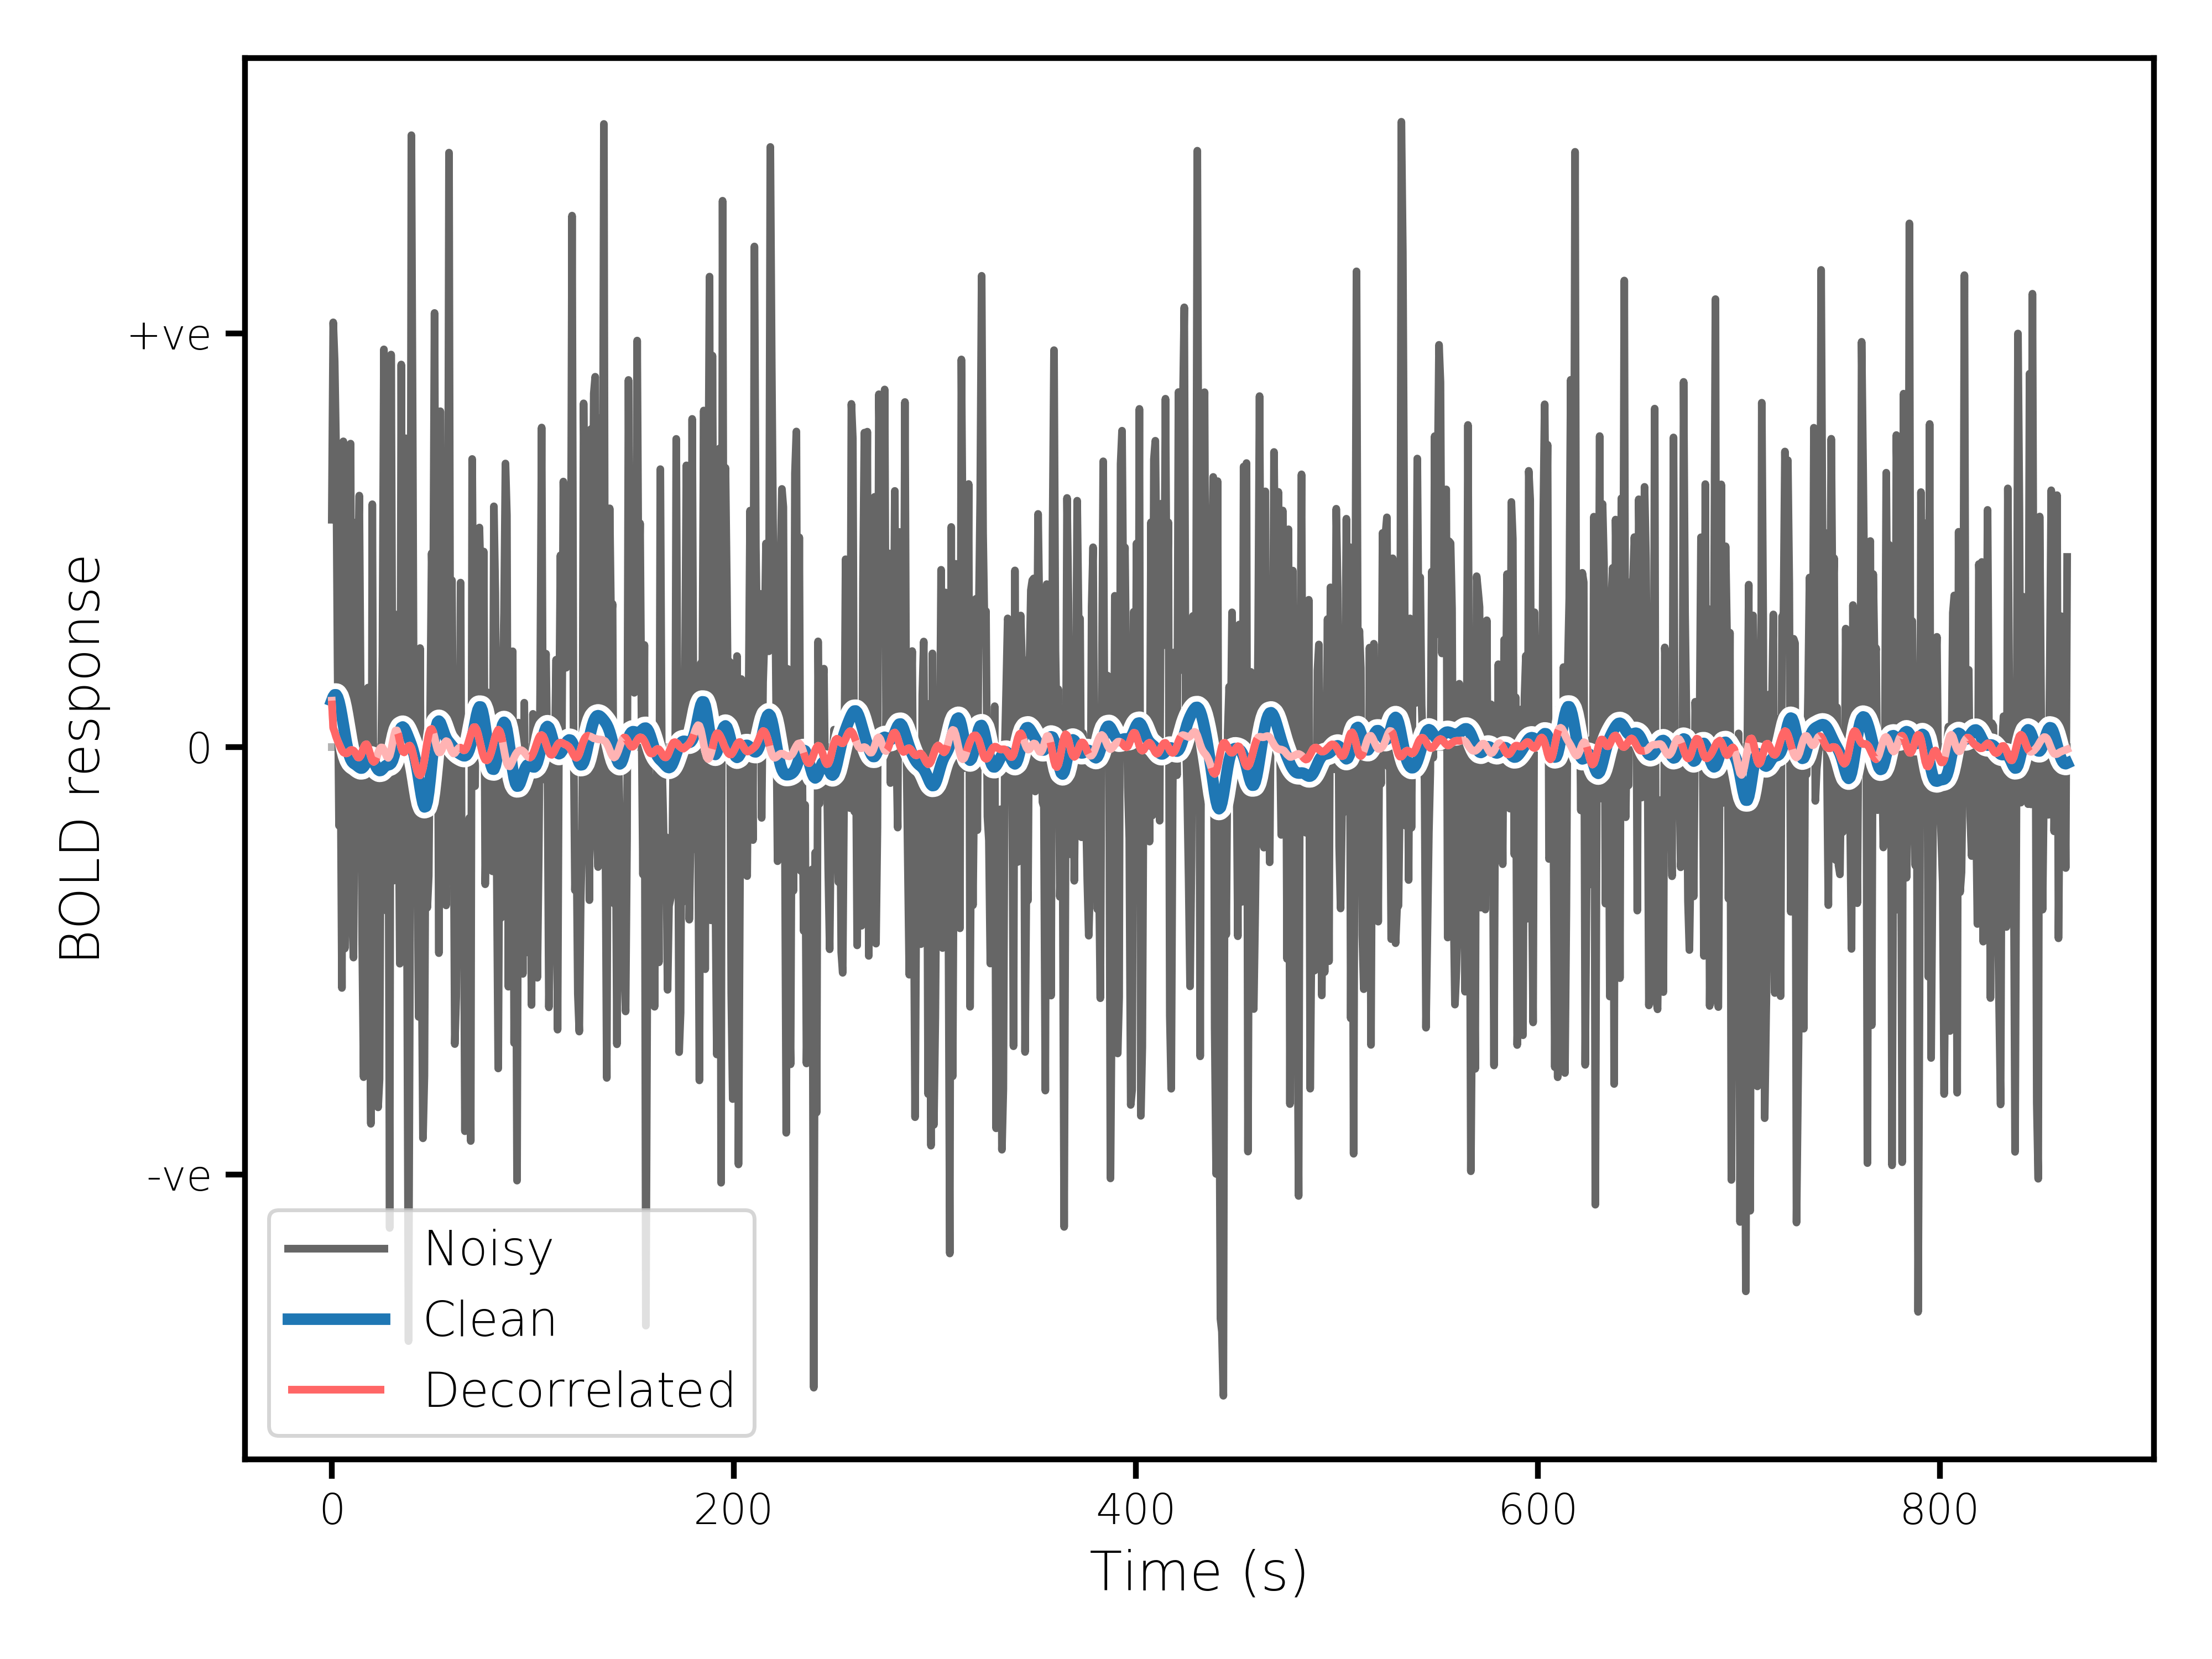 BOLD response
+ve
0
-ve
Noisy
Clean
Decorrelated
0 200 400 600 800
Time (s)